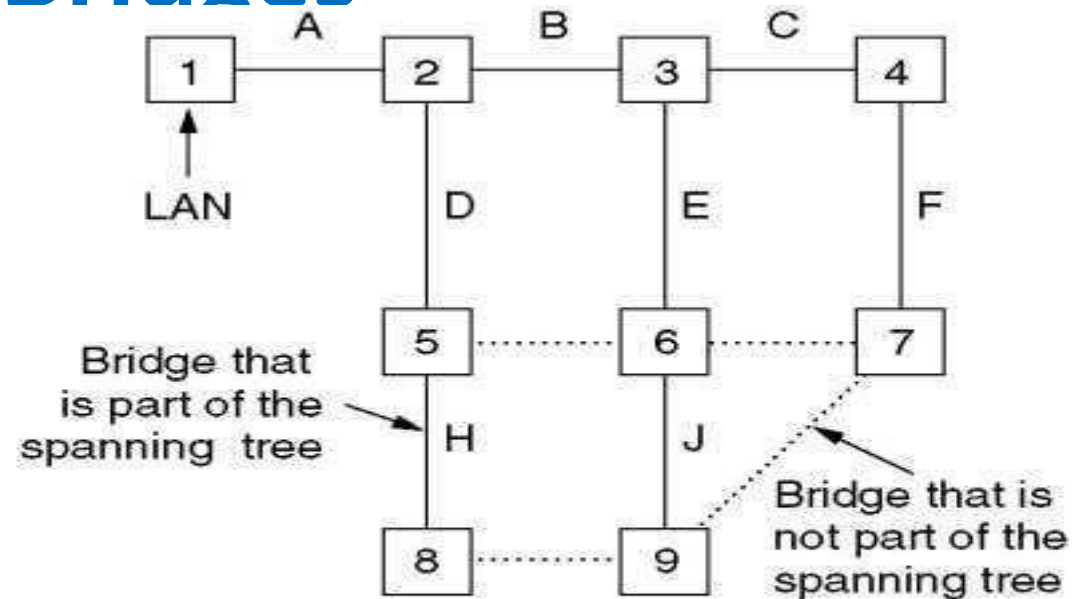 A B C
1 2 3 4
LAN
D E F
5 6 7
Bridge that
is part of the
spanning tree
H J
Bridge that is
not part of the
spanning tree
8 9